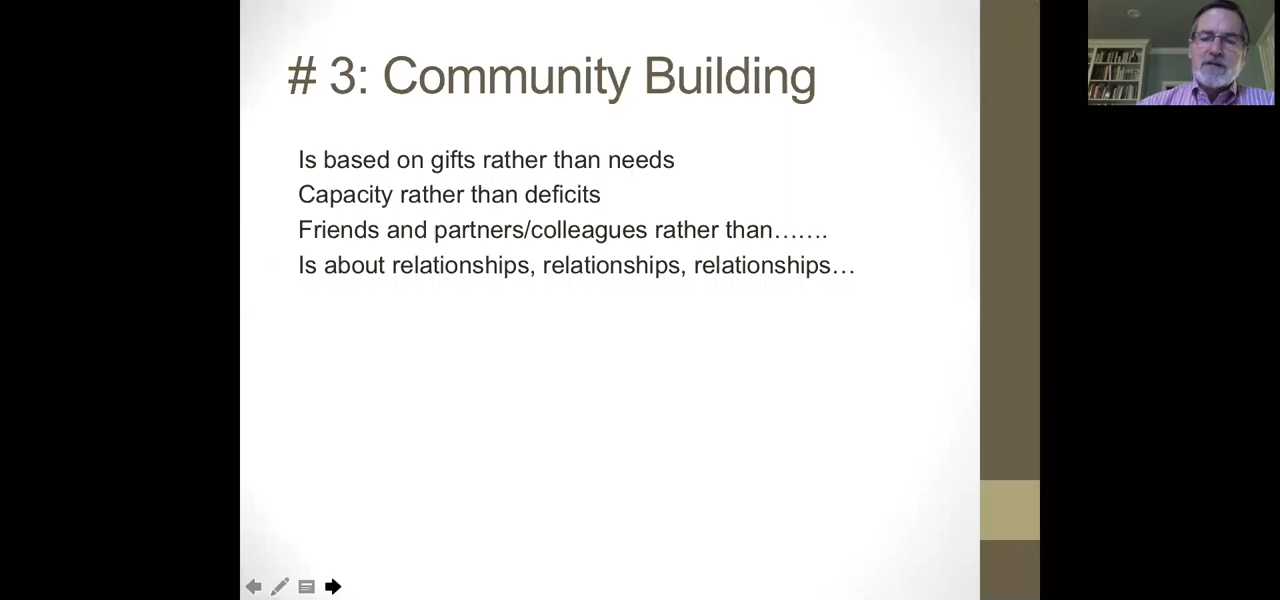 # 3: Community Building
Is based on gifts rather than needs
Capacity rather than deficits
Friends and partners/colleagues rather than…….
Is about relationships, relationships, relationships…